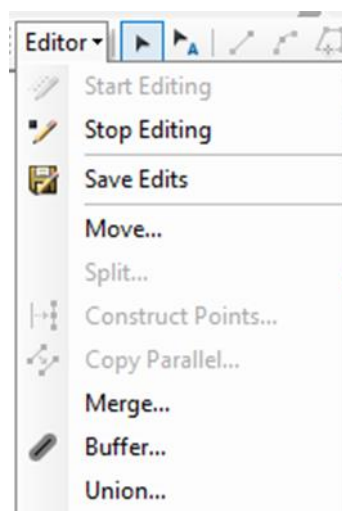 Editor
A
Start Editing
Stop Editing
Save Edits
Move...
Split...
Construct Points...
Copy Parallel...
Merge...
Buffer...
Union...